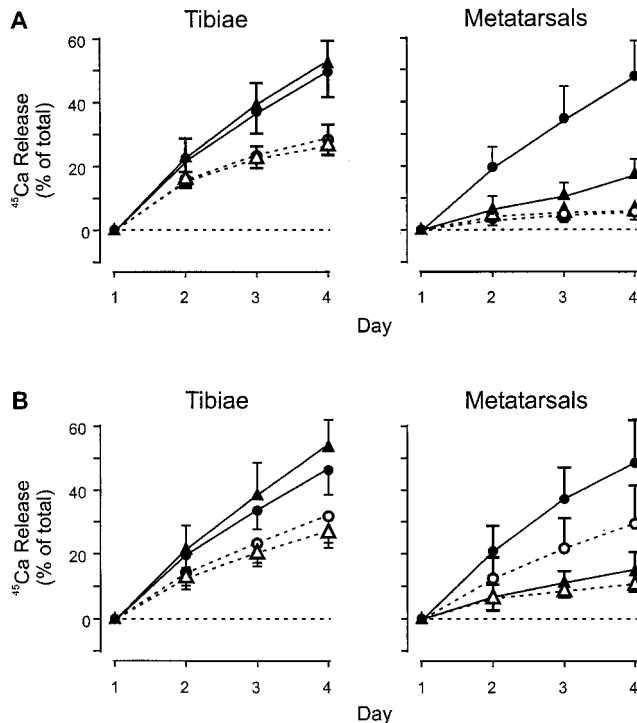 A
Tibiae
Metatarsals
⁴⁵Ca Release
(% of total)
60
40
20
0
1 2 3 4
1 2 3 4
Day
B
Tibiae
Metatarsals
⁴⁵Ca Release
(% of total)
60
40
20
0
1 2 3 4
1 2 3 4
Day